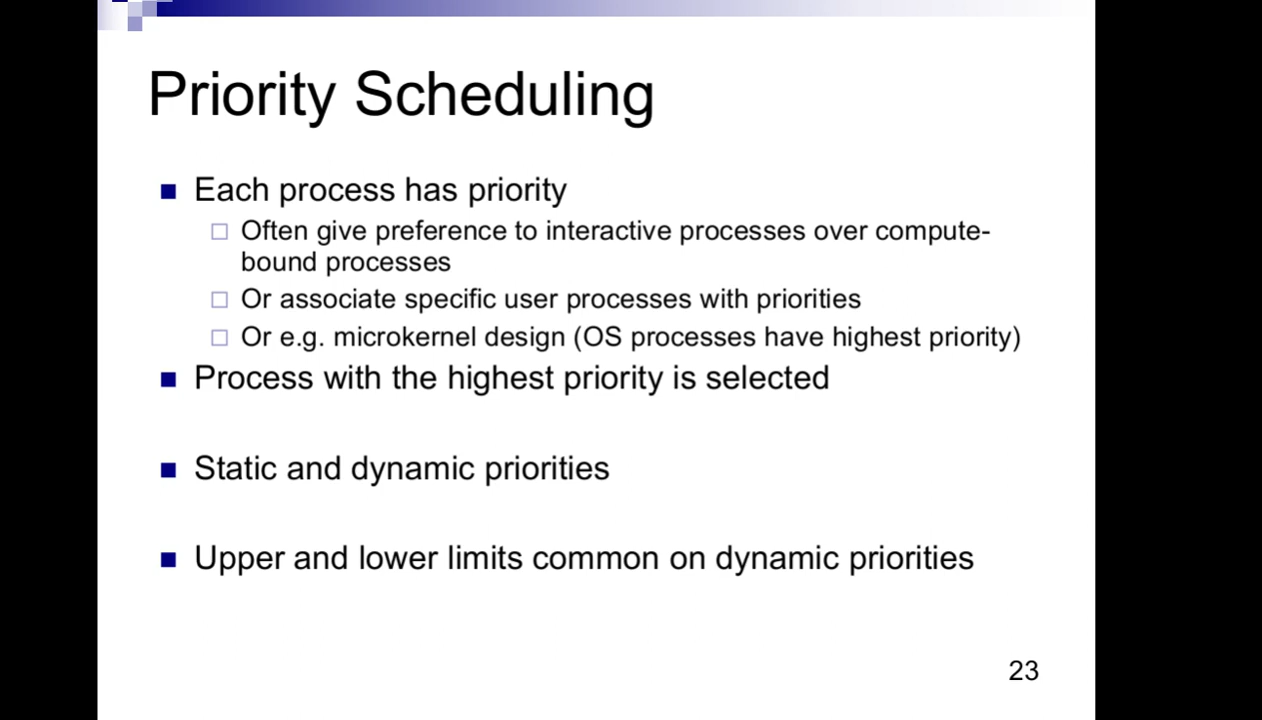 Priority Scheduling
Each process has priority
Often give preference to interactive processes over compute-
bound processes
Or associate specific user processes with priorities
Or e.g. microkernel design (OS processes have highest priority)
Process with the highest priority is selected
Static and dynamic priorities
Upper and lower limits common on dynamic priorities
23